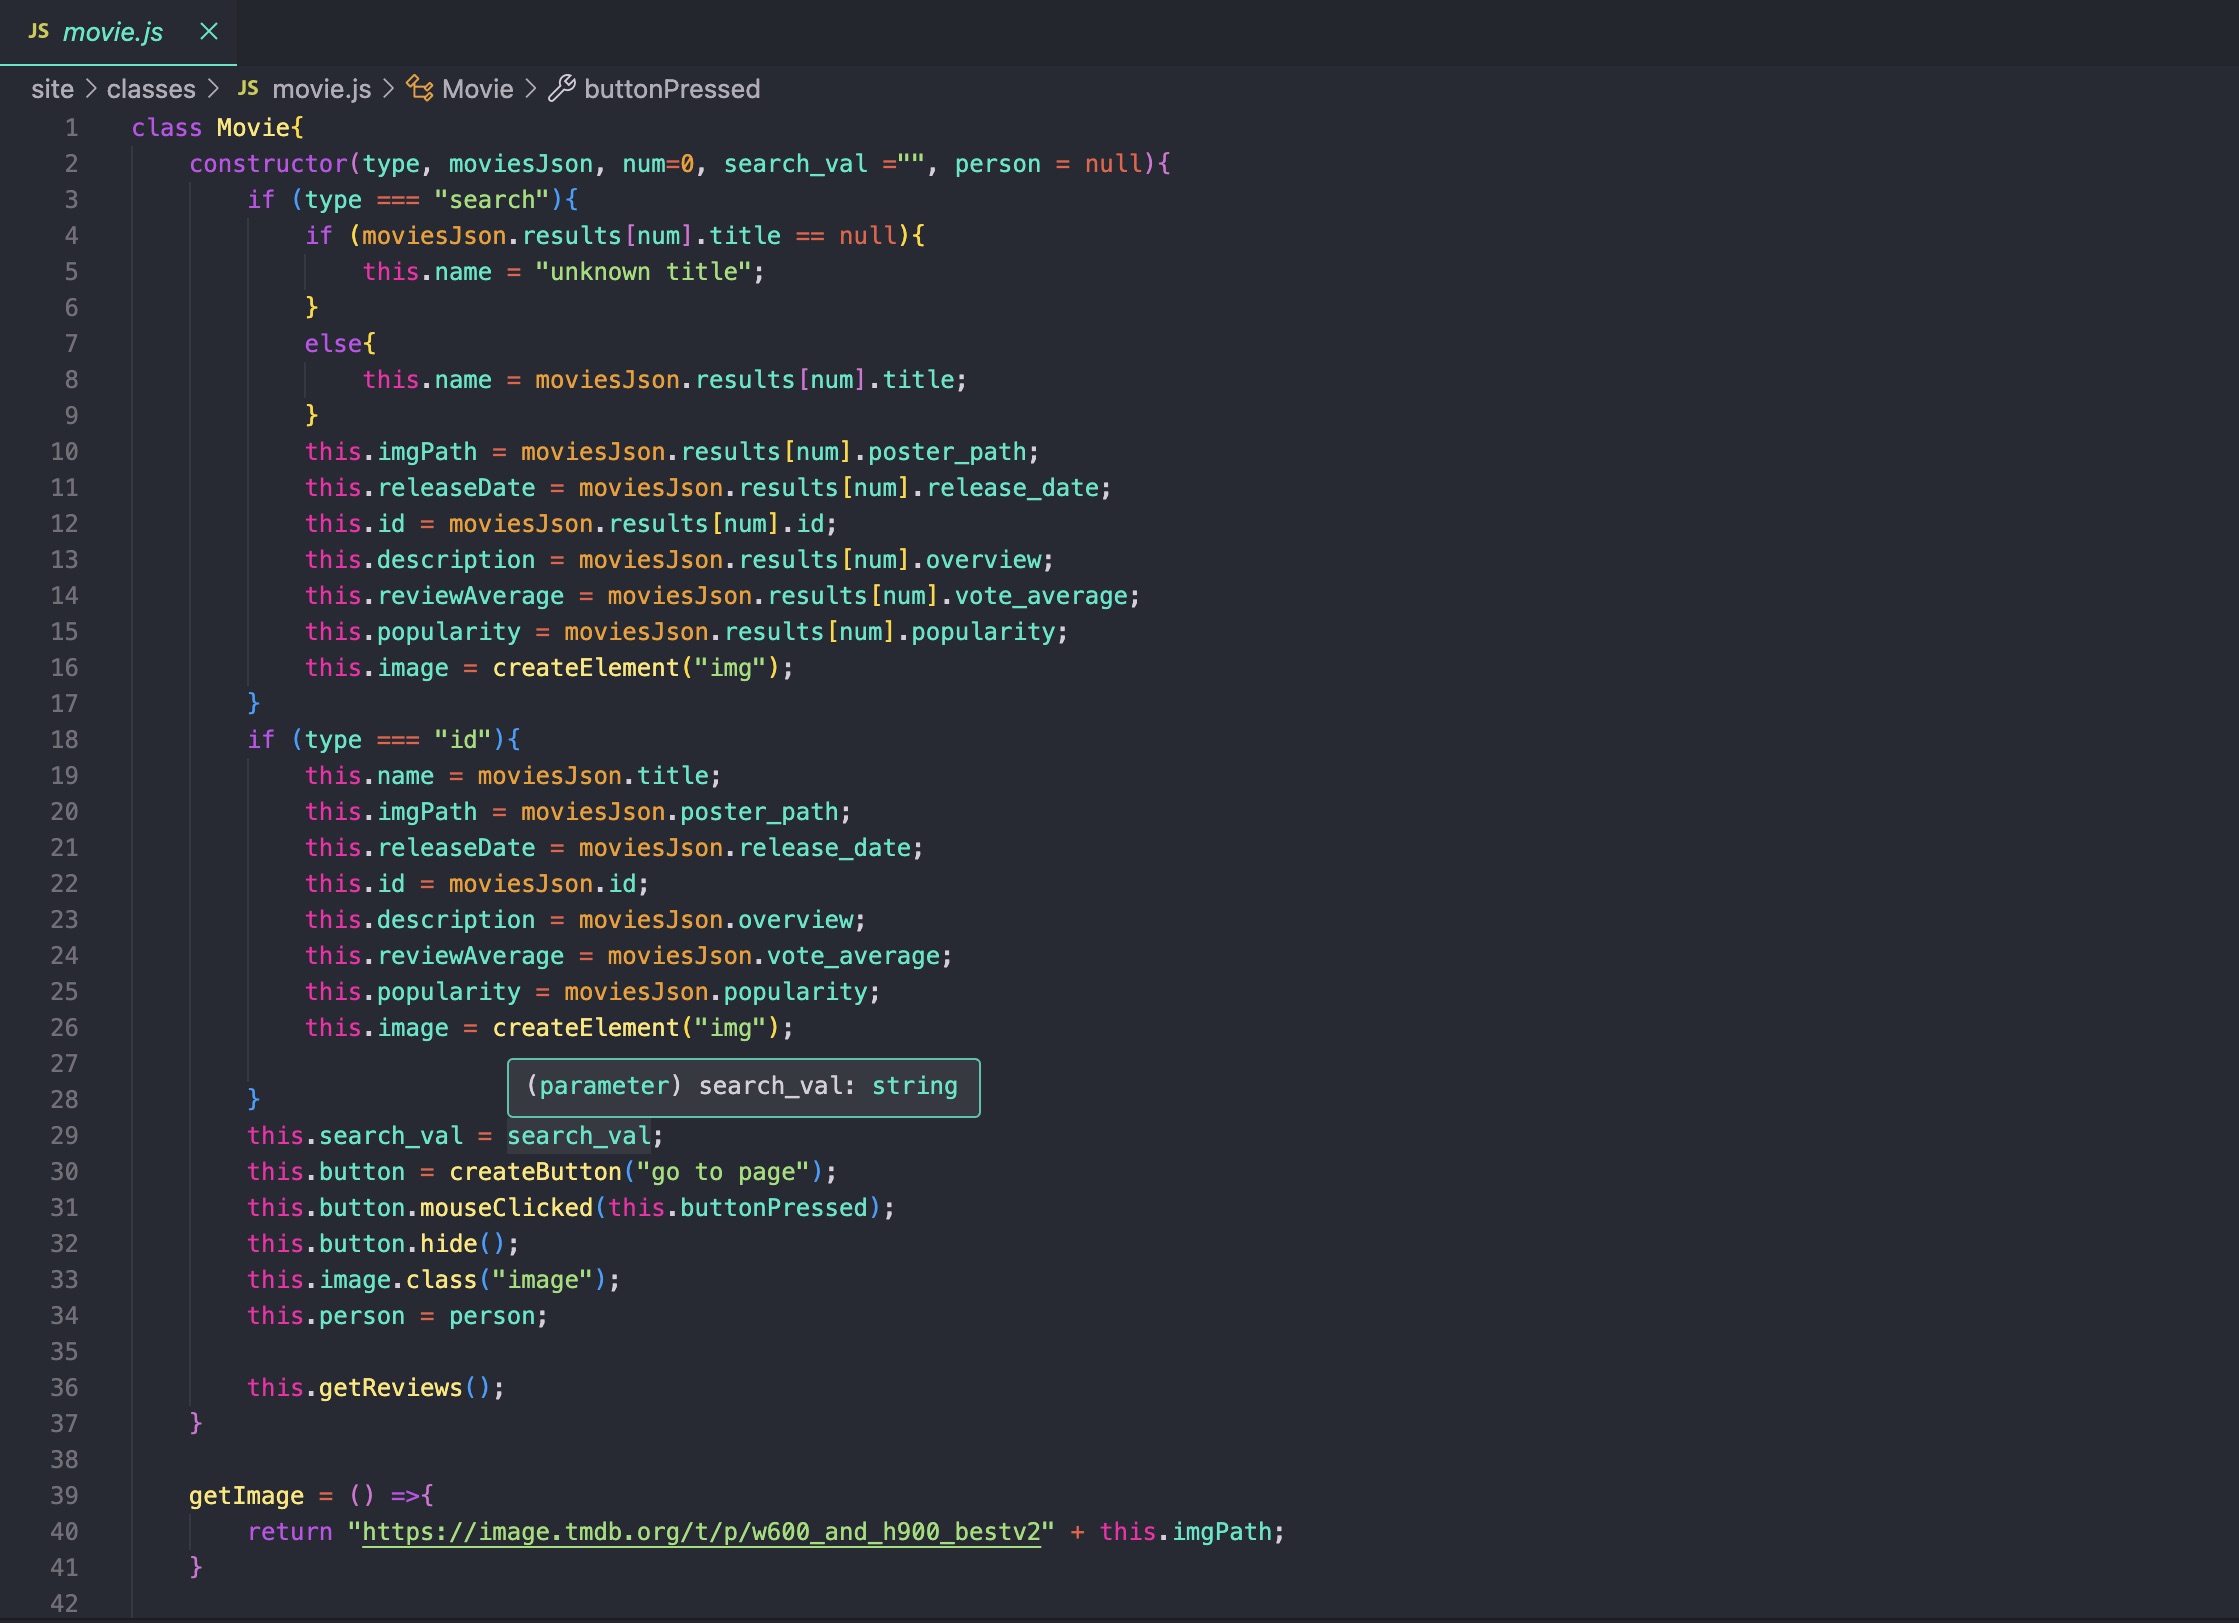 JS movie.js
site > classes > JS movie.js > Movie > buttonPressed
1 class Movie{
2 constructor(type, moviesJson, num=0, search_val ="", person = null){
3 if (type === "search"){
4 if (moviesJson.results[num].title == null){
5 this.name = "unknown title";
6 }
7 else{
8 this.name = moviesJson.results[num].title;
9 }
10 this.imgPath = moviesJson.results[num].poster_path;
11 this.releaseDate = moviesJson.results[num].release_date;
12 this.id = moviesJson.results[num].id;
13 this.description = moviesJson.results[num].overview;
14 this.reviewAverage = moviesJson.results[num].vote_average;
15 this.popularity = moviesJson.results[num].popularity;
16 this.image = createElement("img");
17 }
18 if (type === "id"){
19 this.name = moviesJson.title;
20 this.imgPath = moviesJson.poster_path;
21 this.releaseDate = moviesJson.release_date;
22 this.id = moviesJson.id;
23 this.description = moviesJson.overview;
24 this.reviewAverage = moviesJson.vote_average;
25 this.popularity = moviesJson.popularity;
26 this.image = createElement("img");
27
(parameter) search_val: string
28 }
29 this.search_val = search_val;
30 this.button = createButton("go to page");
31 this.button.mouseClicked(this.buttonPressed);
32 this.button.hide();
33 this.image.class("image");
34 this.person = person;
35
36 this.getReviews();
37 }
38
39 getImage = () =>{
40 return "https://image.tmdb.org/t/p/w600_and_h900_bestv2" + this.imgPath;
41 }
42